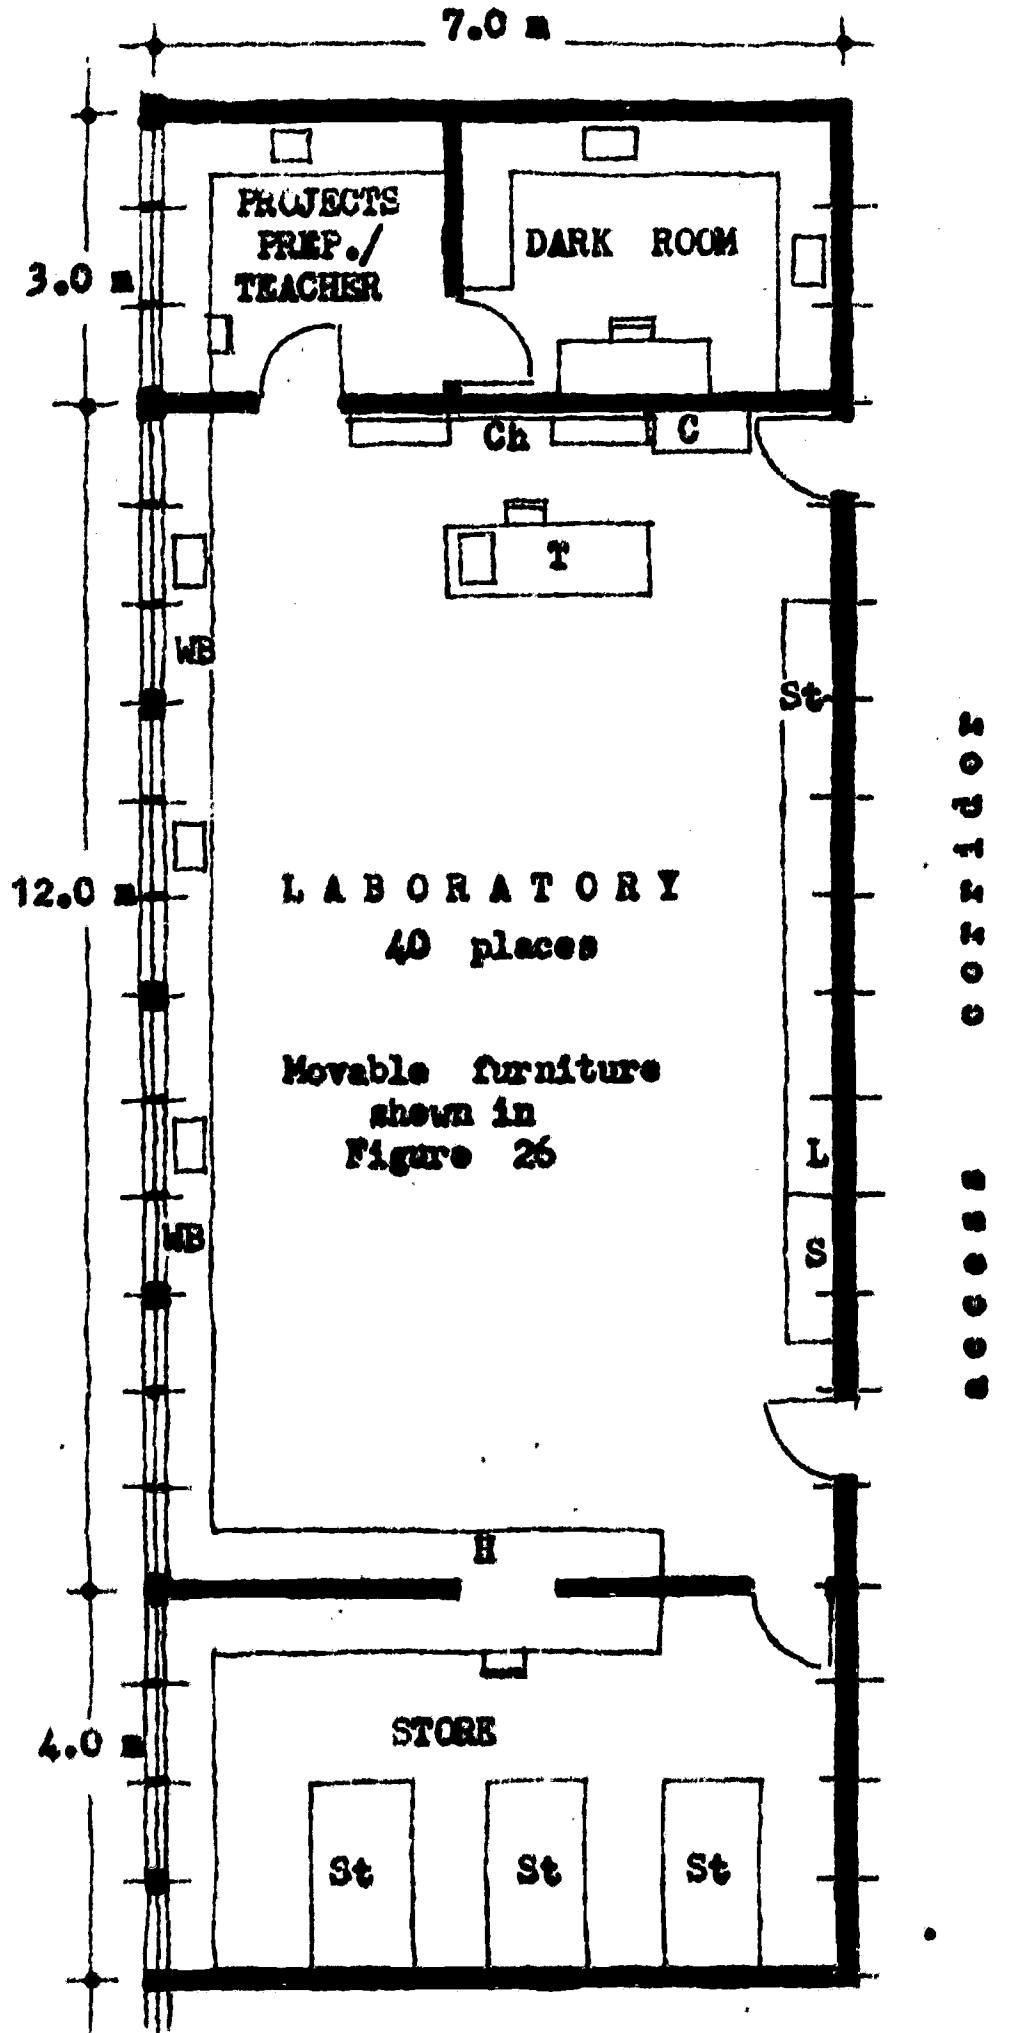 7.0 m
PROJECTS
PREP./
TEACHER
DARK ROOM
3.0 m
Ch
C
T
WB
St
12.0 m
LABORATORY
40 places
Movable furniture
shown in
Figure 26
L
S
WB
H
access corridor
STORE
4.0 m
St
St
St